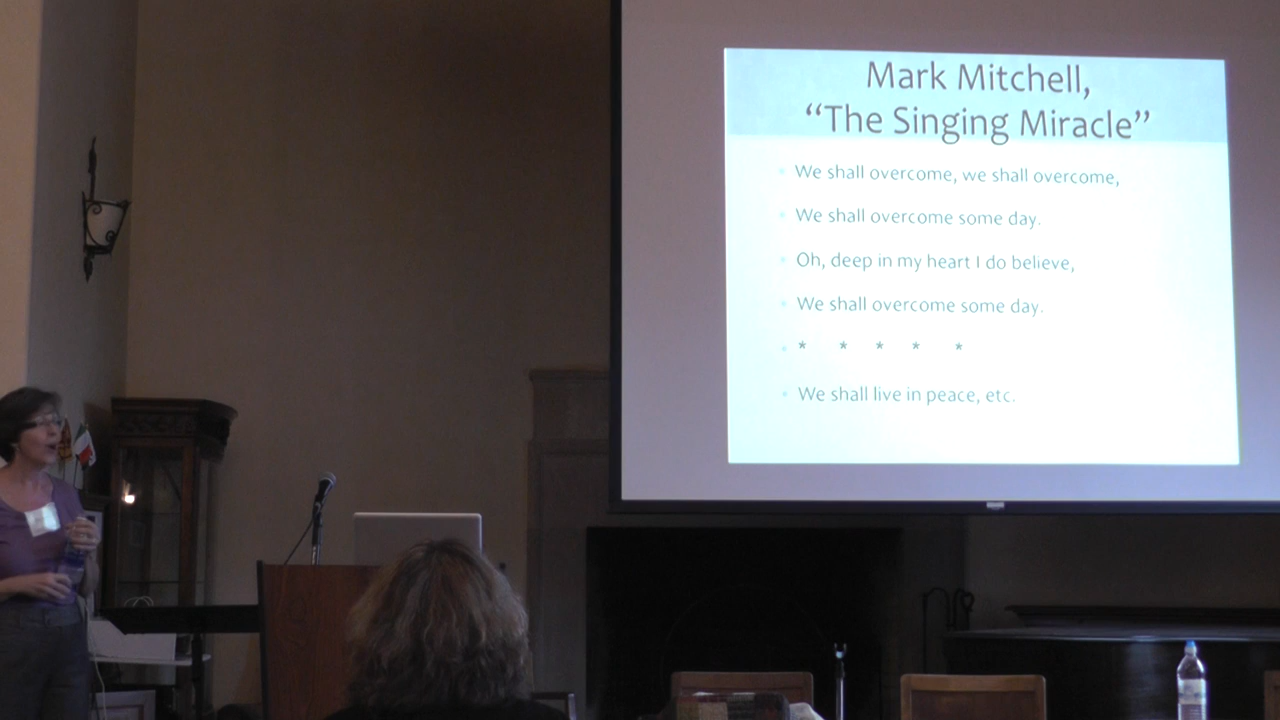 Mark Mitchell,
“The Singing Miracle”
We shall overcome, we shall overcome,
We shall overcome some day.
Oh, deep in my heart I do believe,
We shall overcome some day.
* * * * *
We shall live in peace, etc.